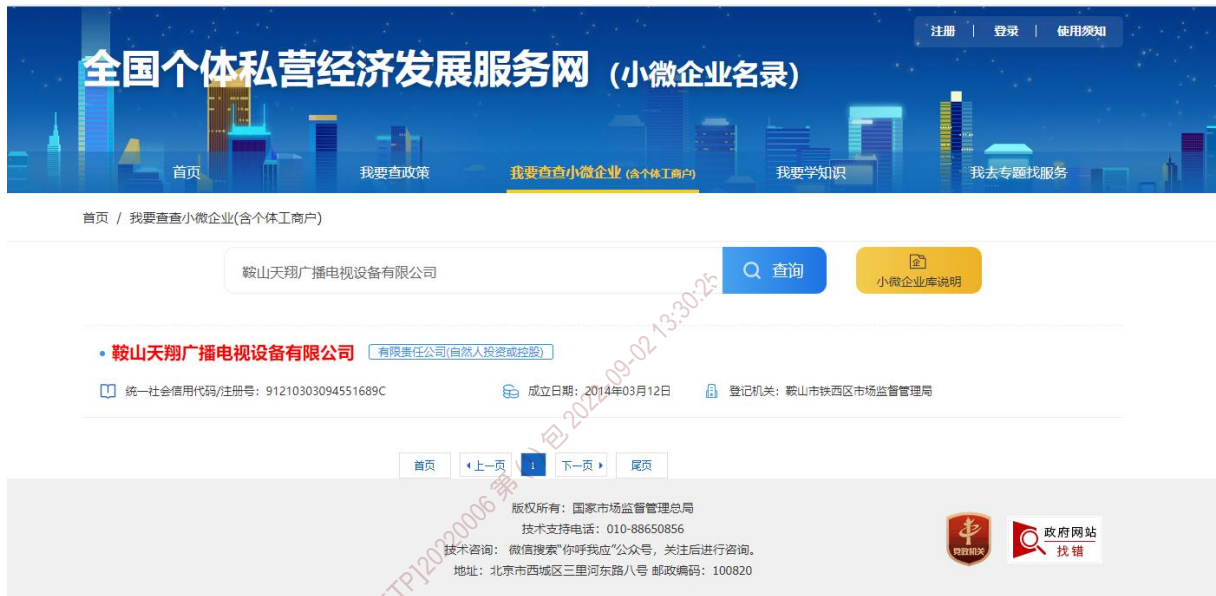 注册 | 登录 | 使用须知
全国个体私营经济发展服务网（小微企业名录）
首页 我要查政策 我要查查小微企业 (含个体工商户) 我要学知识 我去专题找服务
首页 / 我要查查小微企业(含个体工商户)
鞍山天翔广播电视设备有限公司 查询 小微企业库说明
鞍山天翔广播电视设备有限公司 有限责任公司(自然人投资或控股)
统一社会信用代码/注册号：91210303094551689C 成立日期：2014年03月12日 登记机关：鞍山市铁西区市场监督管理局
首页 上一页 1 下一页 尾页
版权所有：国家市场监督管理总局
技术支持电话：010-88650856
技术咨询： 微信搜索“你呼我应”公众号，关注后进行咨询。
地址：北京市西城区三里河东路八号 邮政编码：100820
党政机关
政府网站
找错
TP]20220006 第(1)包 2022-09-02 13:30:25